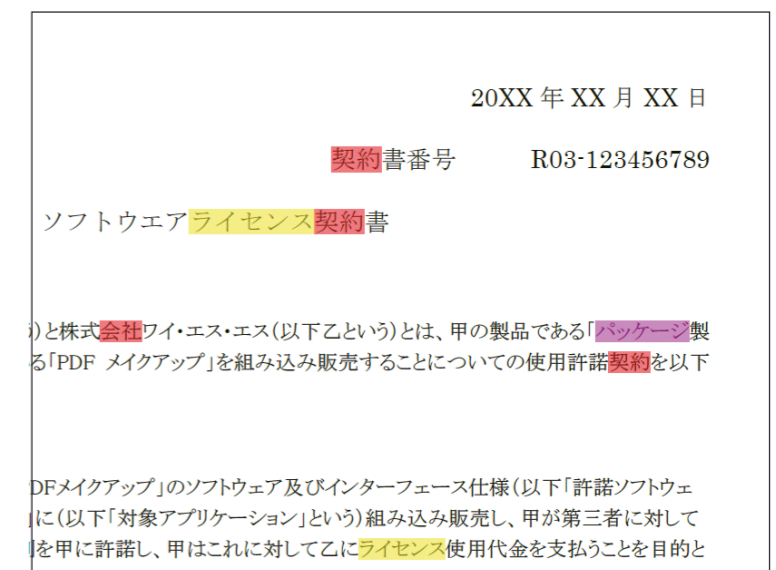 20XX 年 XX 月 XX 日
契約書番号 R03-123456789
ソフトウエアライセンス契約書
)と株式会社ワイ・エス・エス(以下乙という)とは、甲の製品である「パッケージ製
る「PDF メイクアップ」を組み込み販売することについての使用許諾契約を以下
DFメイクアップ」のソフトウェア及びインターフェース仕様(以下「許諾ソフトウェ
に(以下「対象アプリケーション」という)組み込み販売し、甲が第三者に対して
を甲に許諾し、甲はこれに対して乙にライセンス使用代金を支払うことを目的と